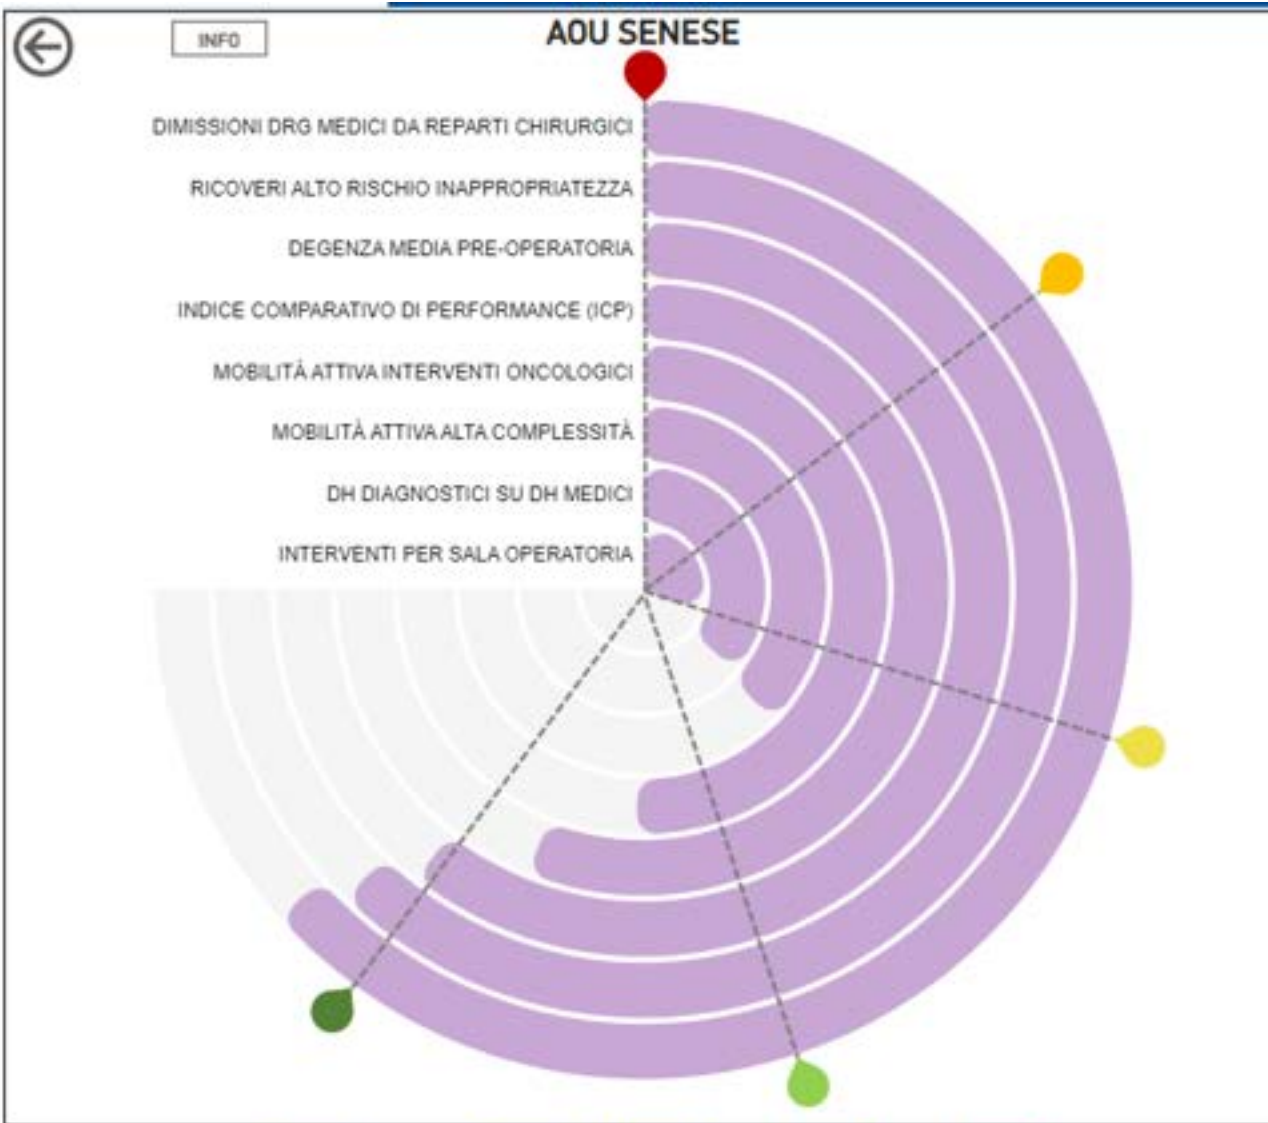 INFO
AOU SENESE
DIMISSIONI DRG MEDICI DA REPARTI CHIRURGICI
RICOVERI ALTO RISCHIO INAPPROPRIATEZZA
DEGENZA MEDIA PRE-OPERATORIA
INDICE COMPARATIVO DI PERFORMANCE (ICP)
MOBILITÀ ATTIVA INTERVENTI ONCOLOGICI
MOBILITÀ ATTIVA ALTA COMPLESSITÀ
DH DIAGNOSTICI SU DH MEDICI
INTERVENTI PER SALA OPERATORIA